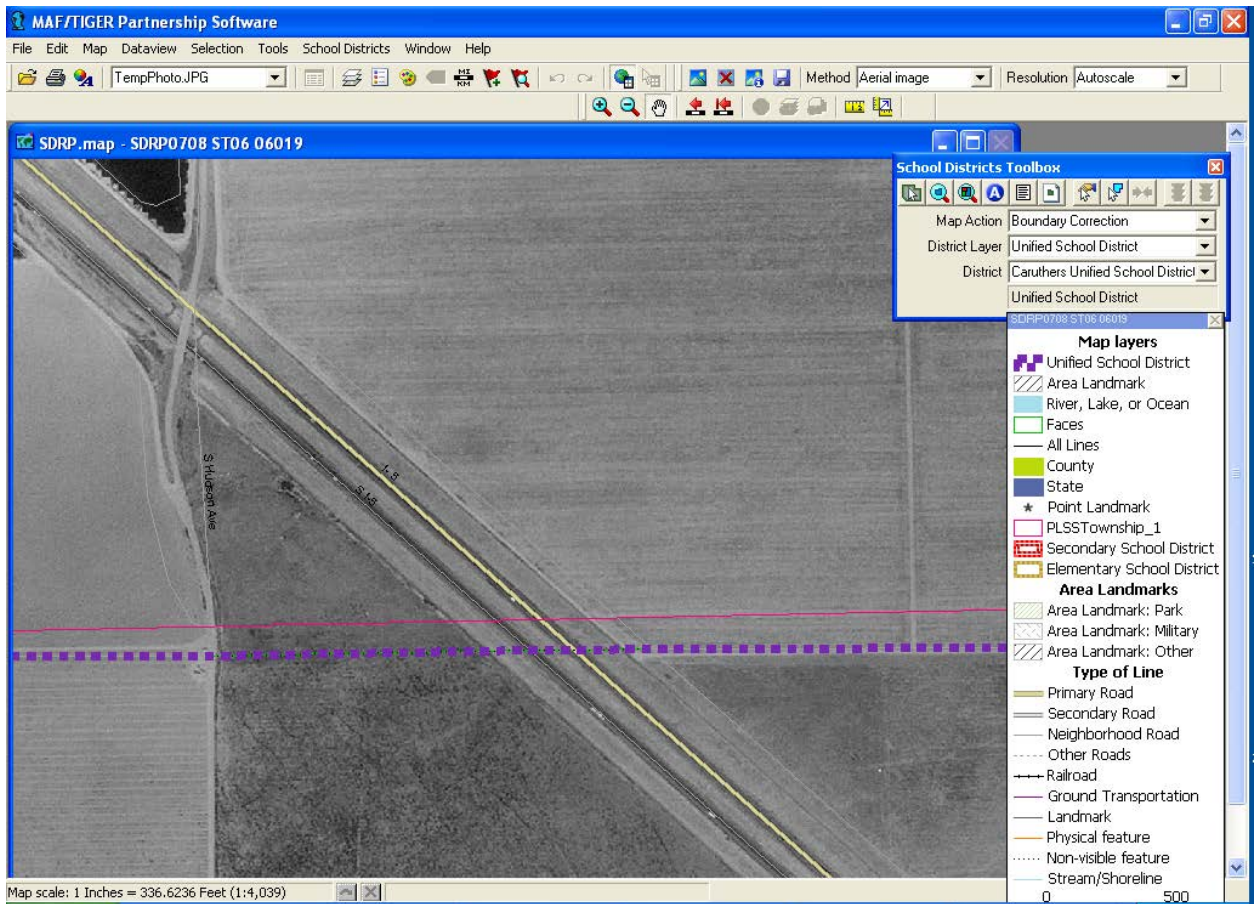 MAF/TIGER Partnership Software
File Edit Map Dataview Selection Tools School Districts Window Help
TempPhoto.JPG MI KM Method Aerial image Resolution Autoscale
SDRP.map - SDRP0708 ST06 06019
School Districts Toolbox
A
Map Action Boundary Correction
District Layer Unified School District
District Caruthers Unified School District
Unified School District
SDRP0708 ST06 06019
Map layers
Unified School District
Area Landmark
River, Lake, or Ocean
Faces
All Lines
County
State
Point Landmark
PLSSTownship_1
Secondary School District
Elementary School District
Area Landmarks
Area Landmark: Park
Area Landmark: Military
Area Landmark: Other
Type of Line
Primary Road
Secondary Road
Neighborhood Road
Other Roads
Railroad
Ground Transportation
Landmark
Physical feature
Non-visible feature
Stream/Shoreline
0 500
S Hudson Ave
I- 5
S I-5
Map scale: 1 Inches = 336.6236 Feet (1:4,039)